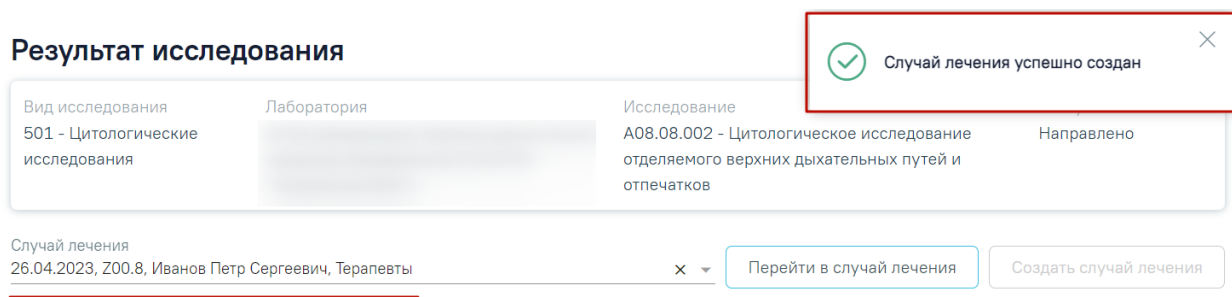 Результат исследования
Случай лечения успешно создан
Вид исследования
501 - Цитологические
исследования
Лаборатория
Исследование
А08.08.002 - Цитологическое исследование
отделяемого верхних дыхательных путей и
отпечатков
Направлено
Случай лечения
26.04.2023, Z00.8, Иванов Петр Сергеевич, Терапевты
Перейти в случай лечения
Создать случай лечения